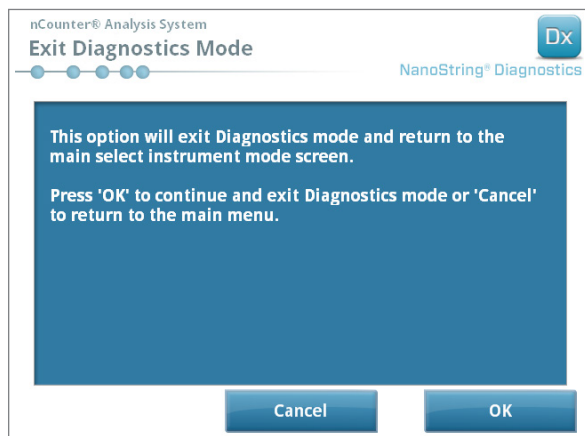 nCounter® Analysis System
Exit Diagnostics Mode
Dx
NanoString® Diagnostics
This option will exit Diagnostics mode and return to the
main select instrument mode screen.
Press 'OK' to continue and exit Diagnostics mode or 'Cancel'
to return to the main menu.
Cancel
OK